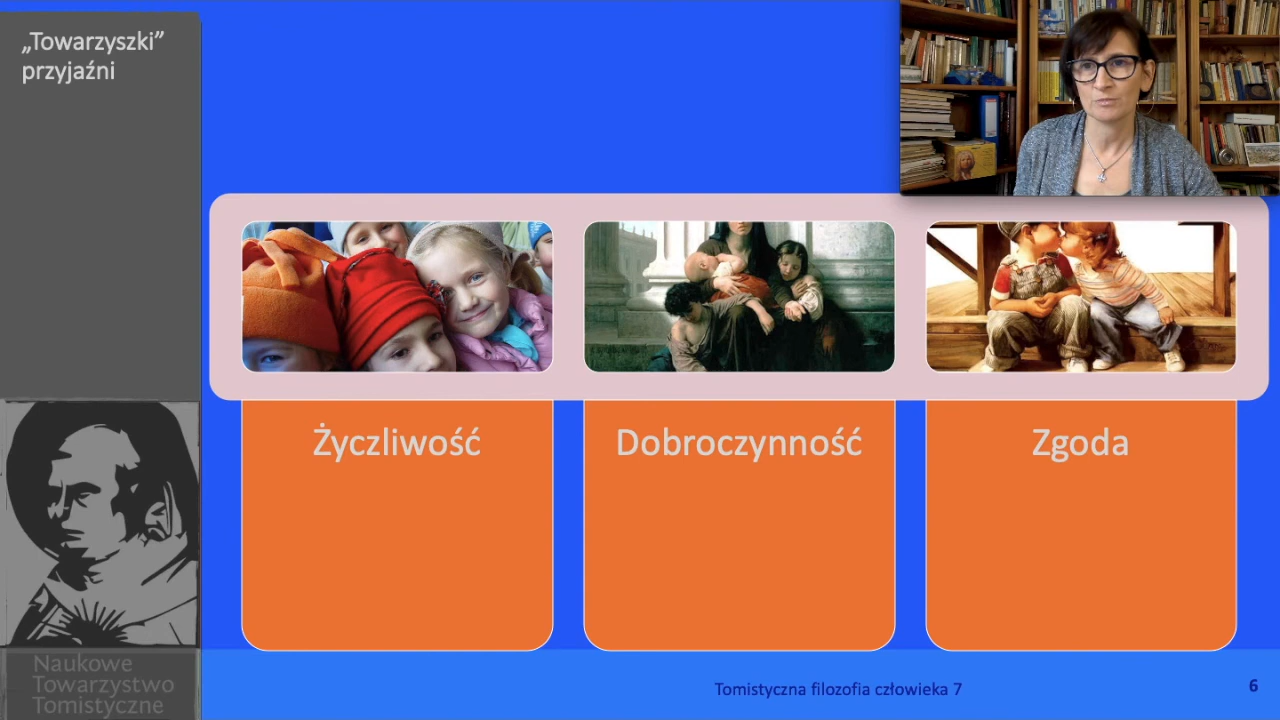 „Towarzyszki”
przyjaźni
Życzliwość
Dobroczynność
Zgoda
Naukowe
Towarzystwo
Tomistyczne
Tomistyczna filozofia człowieka 7
6